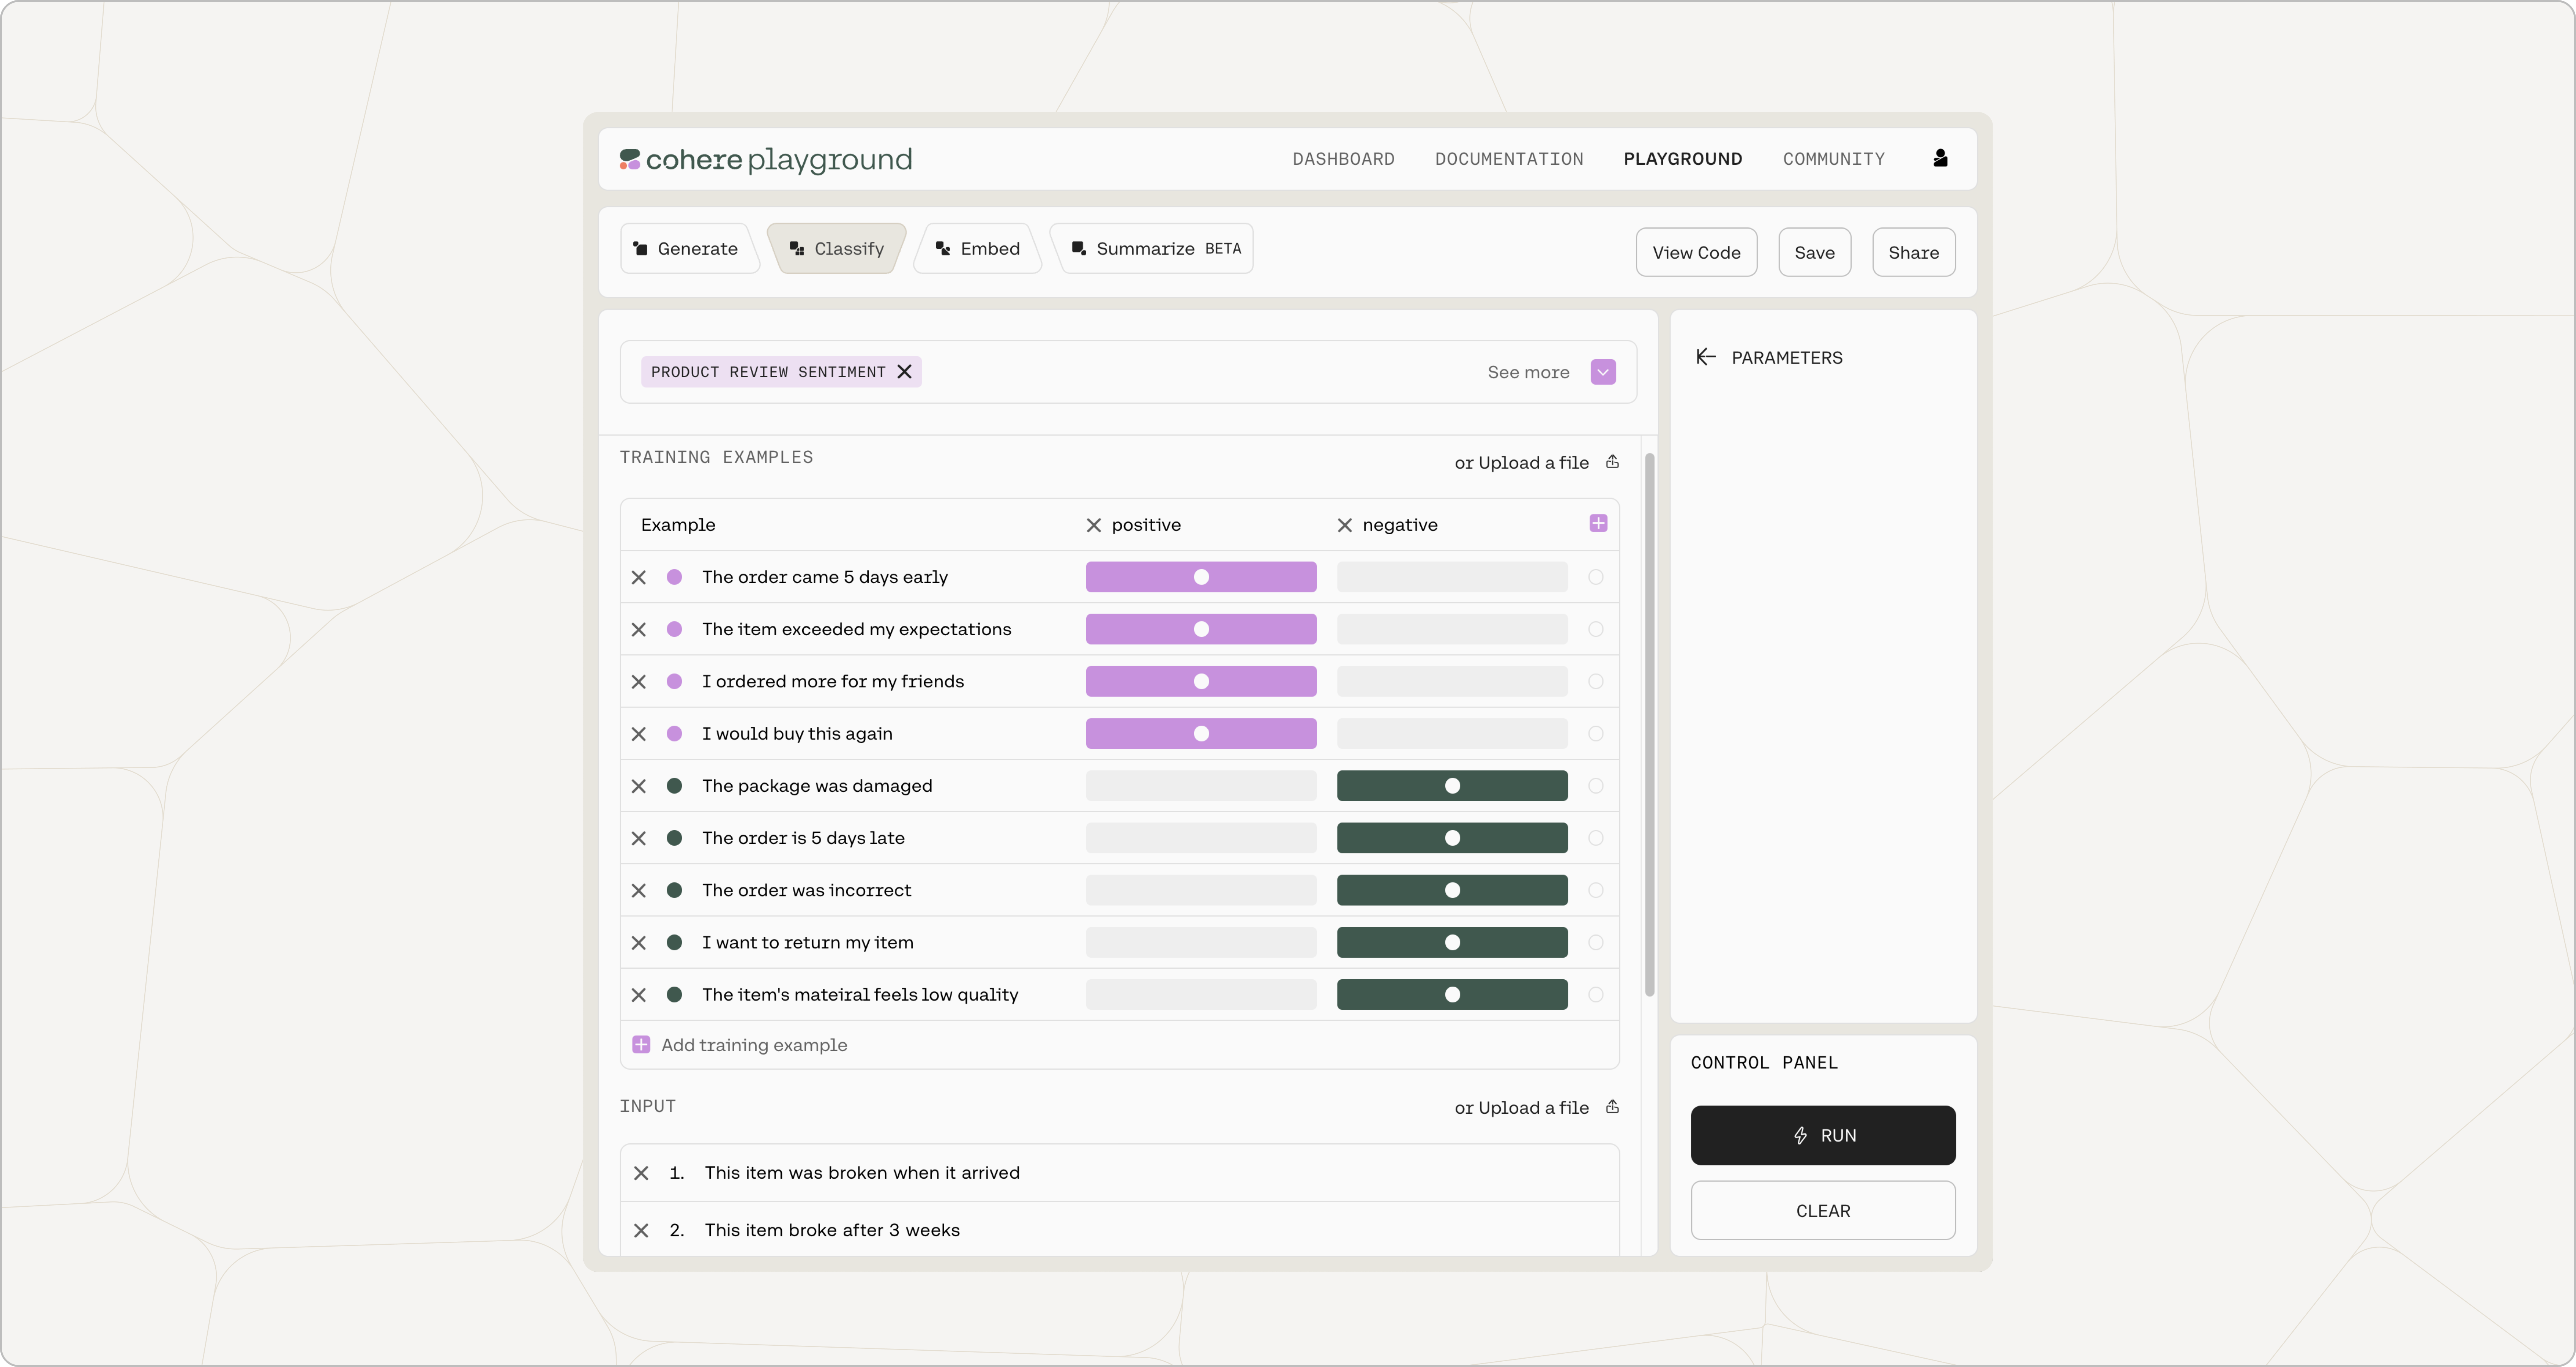 cohere playground
DASHBOARD DOCUMENTATION PLAYGROUND COMMUNITY
Generate Classify Embed Summarize BETA
View Code Save Share
PRODUCT REVIEW SENTIMENT See more
PARAMETERS
TRAINING EXAMPLES or Upload a file
Example positive negative
The order came 5 days early
The item exceeded my expectations
I ordered more for my friends
I would buy this again
The package was damaged
The order is 5 days late
The order was incorrect
I want to return my item
The item's mateiral feels low quality
Add training example
INPUT or Upload a file
1. This item was broken when it arrived
2. This item broke after 3 weeks
CONTROL PANEL
RUN
CLEAR